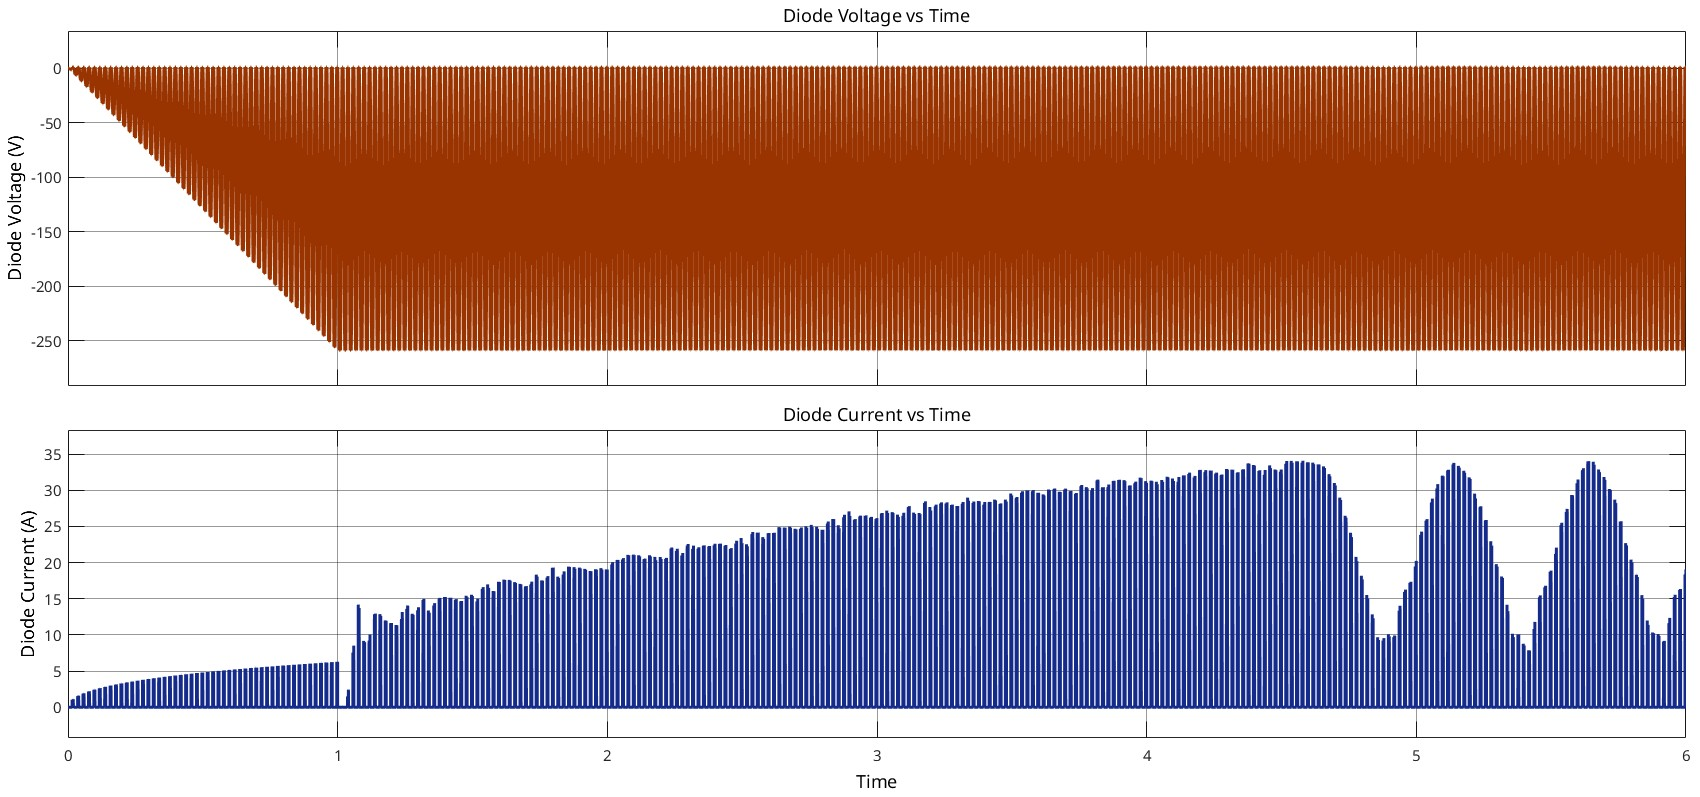 Diode Voltage vs Time
Diode Voltage (V)
0
-50
-100
-150
-200
-250
Diode Current vs Time
Diode Current (A)
35
30
25
20
15
10
5
0
0 1 2 3 4 5 6
Time